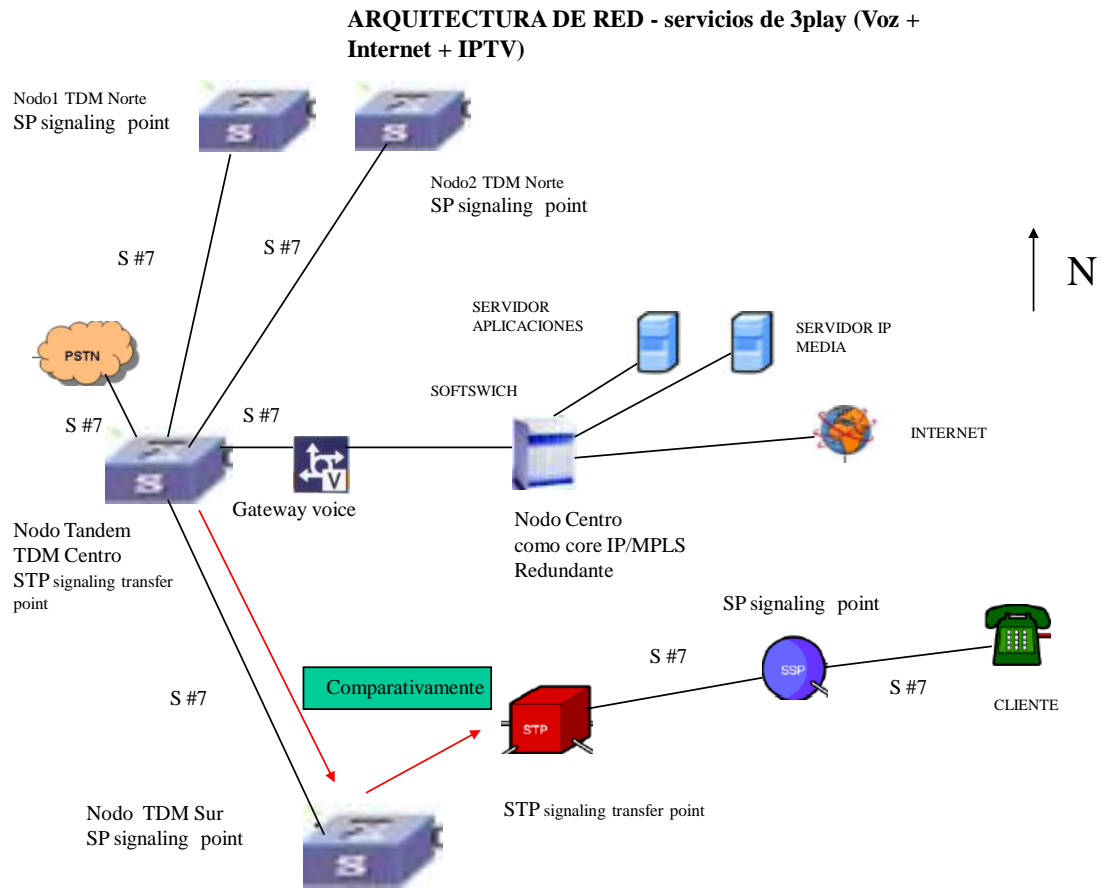 ARQUITECTURA DE RED - servicios de 3play (Voz +
Internet + IPTV)
Nodo1 TDM Norte
SP signaling point
S
S
Nodo2 TDM Norte
SP signaling point
S #7
S #7
N
SERVIDOR
APLICACIONES
SERVIDOR IP
MEDIA
PSTN
SOFTSWICH
S #7
S #7
INTERNET
S
V
Gateway voice
Nodo Tandem
TDM Centro
STP signaling transfer
point
Nodo Centro
como core IP/MPLS
Redundante
SP signaling point
S #7
SSP
S #7
CLIENTE
Comparativamente
S #7
STP
STP signaling transfer point
Nodo TDM Sur
SP signaling point
S